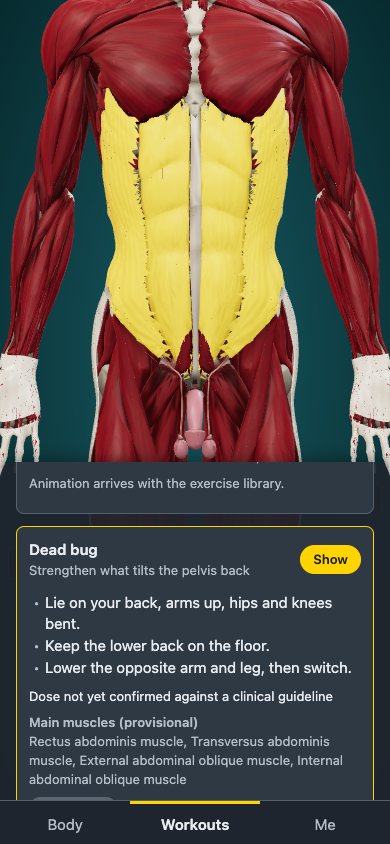 Animation arrives with the exercise library.
Dead bug
Strengthen what tilts the pelvis back
Show
• Lie on your back, arms up, hips and knees
bent.
• Keep the lower back on the floor.
• Lower the opposite arm and leg, then switch.
Dose not yet confirmed against a clinical guideline
Main muscles (provisional)
Rectus abdominis muscle, Transversus abdominis
muscle, External abdominal oblique muscle, Internal
abdominal oblique muscle
Body
Workouts
Me